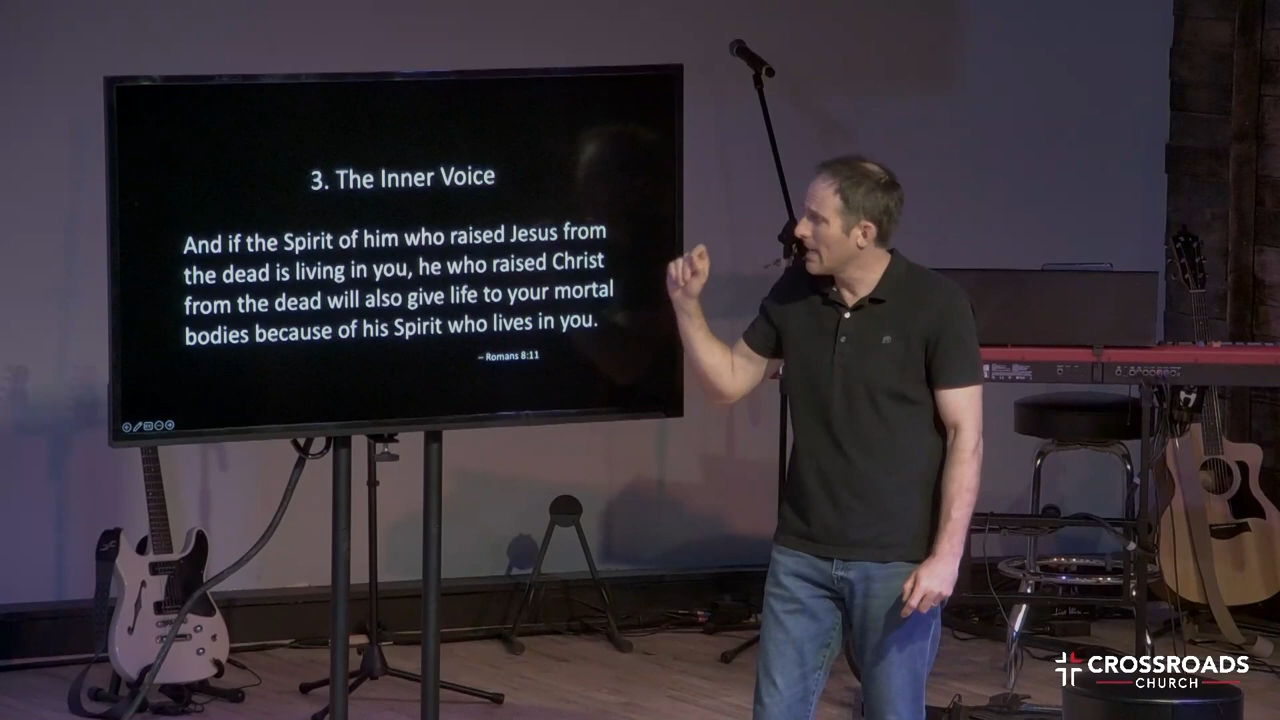 3. The Inner Voice
And if the Spirit of him who raised Jesus from
the dead is living in you, he who raised Christ
from the dead will also give life to your mortal
bodies because of his Spirit who lives in you.
– Romans 8:11
CROSSROADS
CHURCH